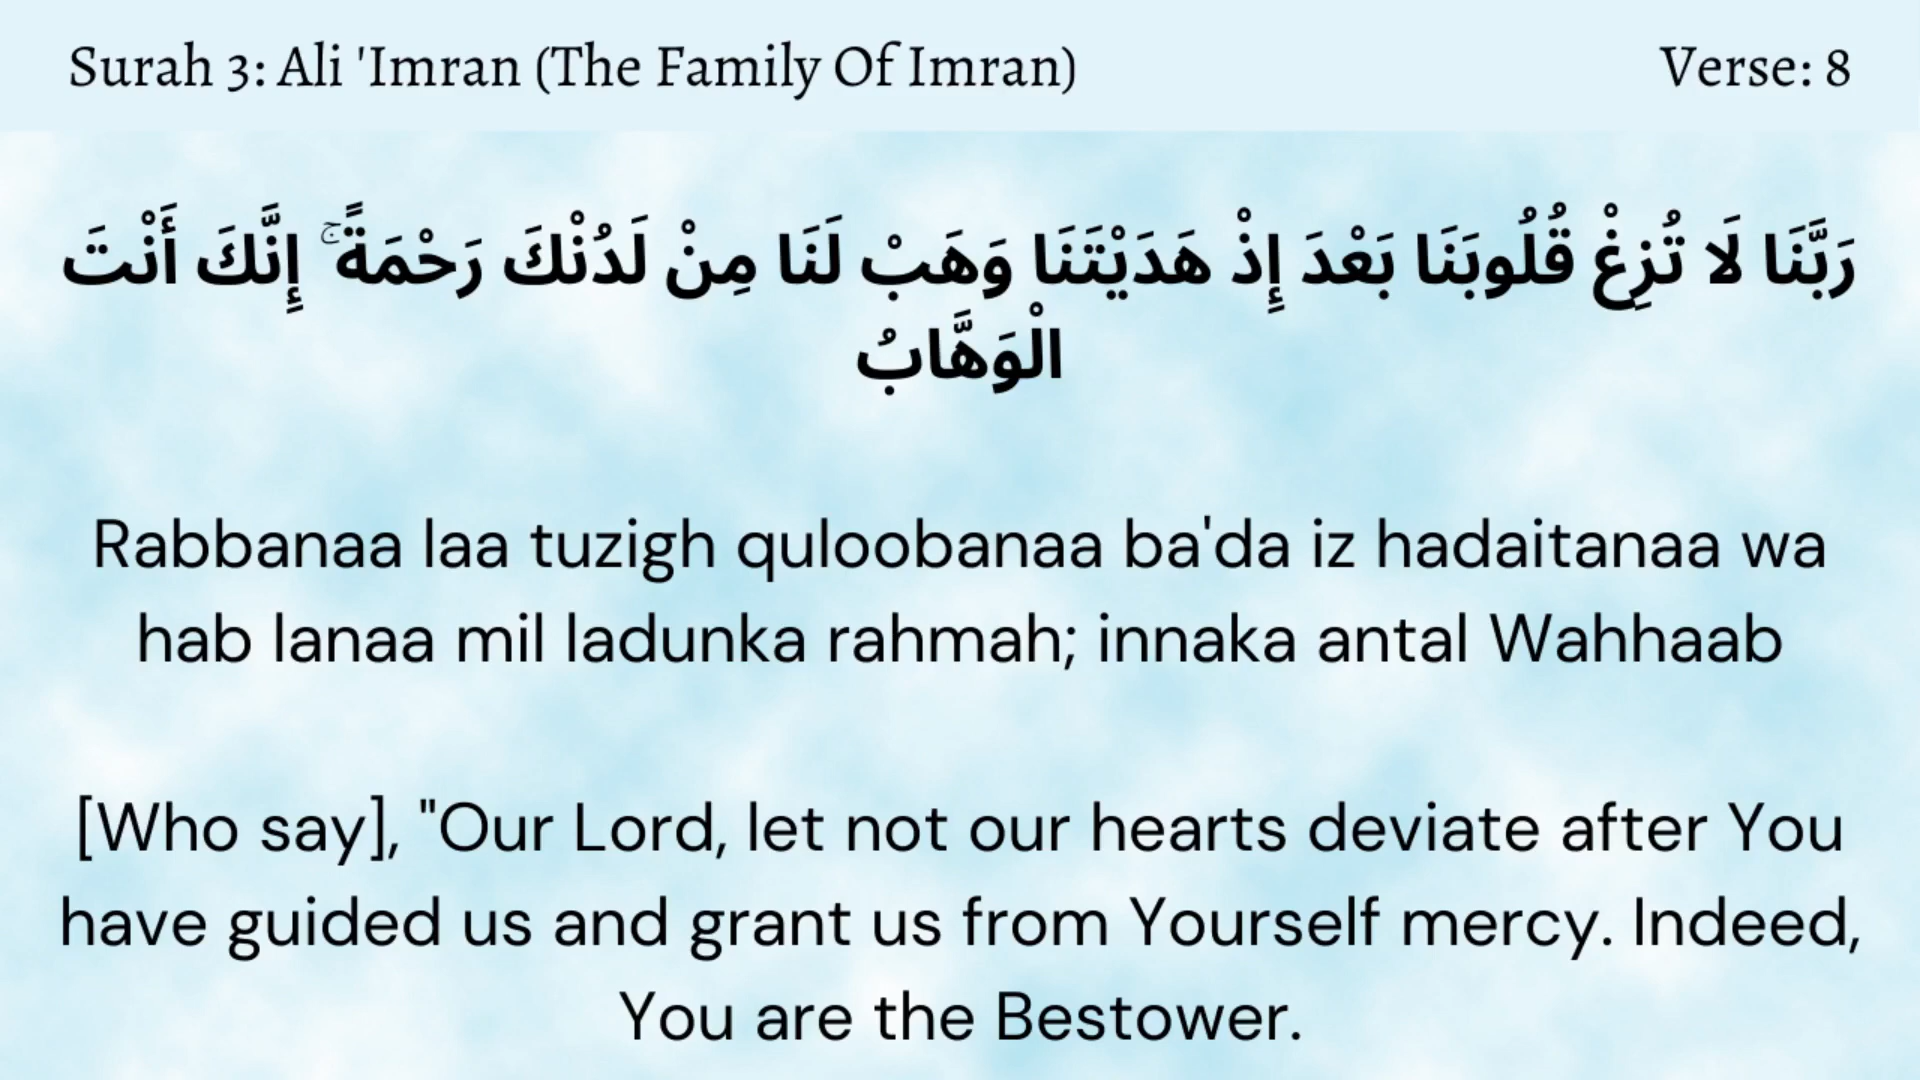 Surah 3: Ali 'Imran (The Family Of Imran)
Verse: 8
رَبَّنَا لَا تُزِغْ قُلُوبَنَا بَعْدَ إِذْ هَدَيْتَنَا وَهَبْ لَنَا مِنْ لَدُنْكَ رَحْمَةً ۚ إِنَّكَ أَنْتَ
الْوَهَّابُ
Rabbanaa laa tuzigh quloobanaa ba'da iz hadaitanaa wa
hab lanaa mil ladunka rahmah; innaka antal Wahhaab
[Who say], "Our Lord, let not our hearts deviate after You
have guided us and grant us from Yourself mercy. Indeed,
You are the Bestower.